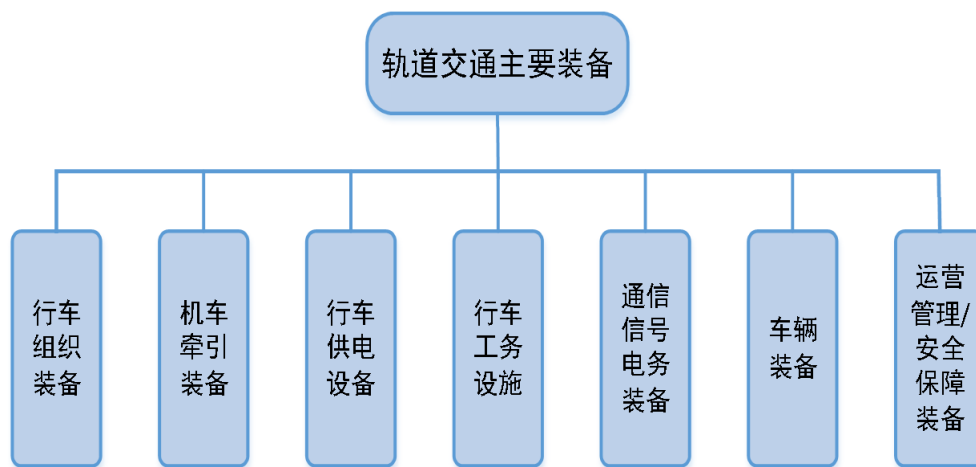 轨道交通主要装备
行车
组织
装备
机车
牵引
装备
行车
供电
设备
行车
工务
设施
通信
信号
电务
装备
车辆
装备
运营
管理/
安全
保障
装备